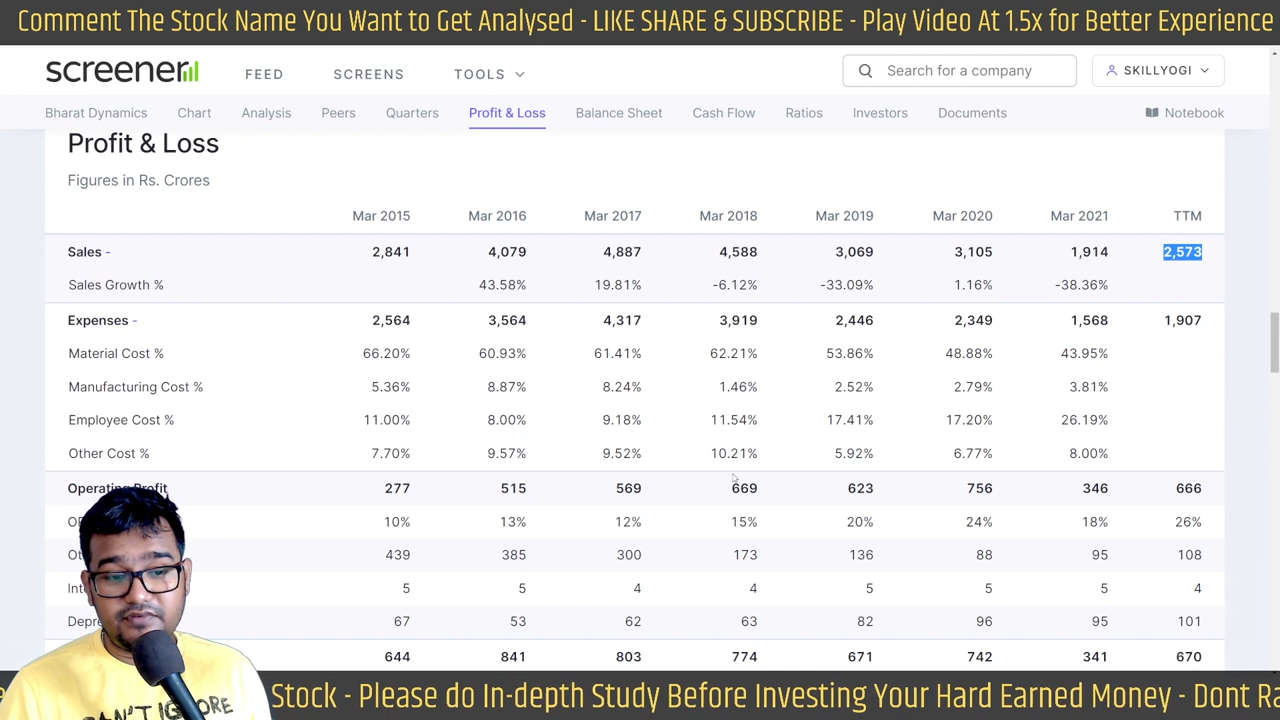 Comment The Stock Name You Want to Get Analysed - LIKE SHARE & SUBSCRIBE - Play Video At 1.5x for Better Experience
screener FEED SCREENS TOOLS Search for a company SKILLYOGI
Bharat Dynamics Chart Analysis Peers Quarters Profit & Loss Balance Sheet Cash Flow Ratios Investors Documents Notebook
Profit & Loss
Figures in Rs. Crores
Mar 2015 Mar 2016 Mar 2017 Mar 2018 Mar 2019 Mar 2020 Mar 2021 TTM
Sales - 2,841 4,079 4,887 4,588 3,069 3,105 1,914 2,573
Sales Growth % 43.58% 19.81% -6.12% -33.09% 1.16% -38.36%
Expenses - 2,564 3,564 4,317 3,919 2,446 2,349 1,568 1,907
Material Cost % 66.20% 60.93% 61.41% 62.21% 53.86% 48.88% 43.95%
Manufacturing Cost % 5.36% 8.87% 8.24% 1.46% 2.52% 2.79% 3.81%
Employee Cost % 11.00% 8.00% 9.18% 11.54% 17.41% 17.20% 26.19%
Other Cost % 7.70% 9.57% 9.52% 10.21% 5.92% 6.77% 8.00%
Operating Profit 277 515 569 669 623 756 346 666
10% 13% 12% 15% 20% 24% 18% 26%
439 385 300 173 136 88 95 108
5 5 4 4 5 5 5 4
67 53 62 63 82 96 95 101
644 841 803 774 671 742 341 670
CAN'T IGNORE
Stock - Please do In-depth Study Before Investing Your Hard Earned Money - Dont Ra